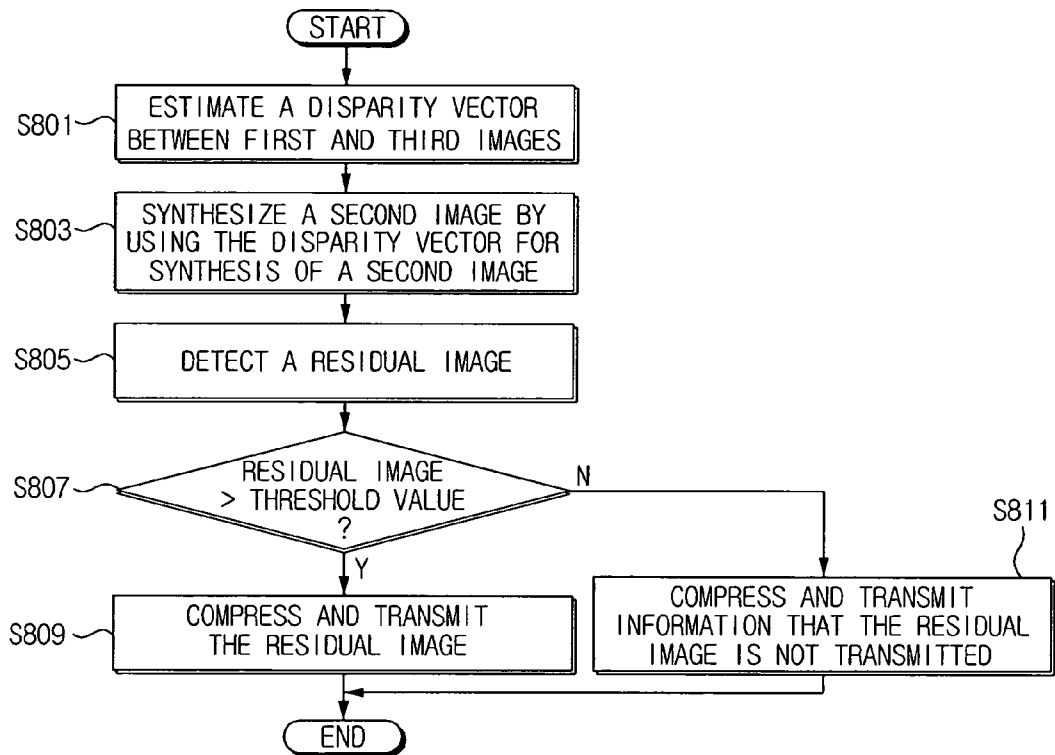 START
S801
ESTIMATE A DISPARITY VECTOR
BETWEEN FIRST AND THIRD IMAGES
S803
SYNTHESIZE A SECOND IMAGE BY
USING THE DISPARITY VECTOR FOR
SYNTHESIS OF A SECOND IMAGE
S805
DETECT A RESIDUAL IMAGE
S807
RESIDUAL IMAGE
> THRESHOLD VALUE
?
N
Y
S811
S809
COMPRESS AND TRANSMIT
THE RESIDUAL IMAGE
COMPRESS AND TRANSMIT
INFORMATION THAT THE RESIDUAL
IMAGE IS NOT TRANSMITTED
END